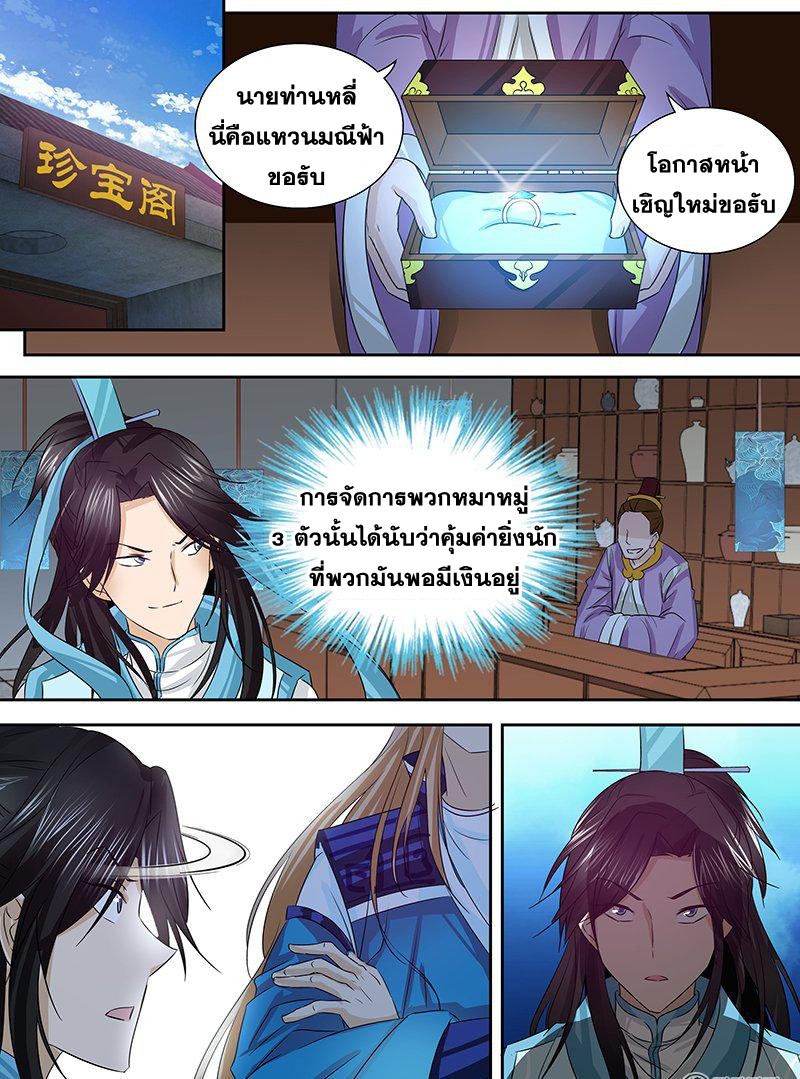 珍宝阁
นายท่านหลี่
นี่คือแหวนมณีฟ้า
ขอรับ
โอกาสหน้า
เชิญใหม่ขอรับ
การจัดการพวกหมาหมู่
3 ตัวนั้นได้นับว่าคุ้มค่ายิ่งนัก
ที่พวกมันพอมีเงินอยู่